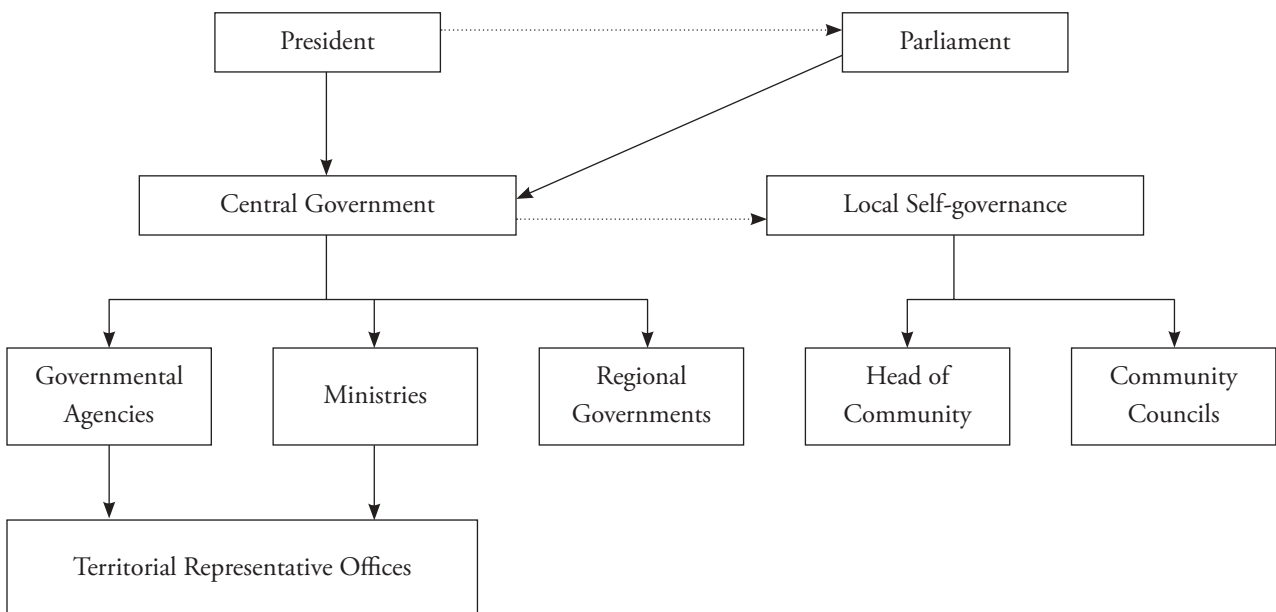 President
Parliament
Central Government
Local Self-governance
Governmental
Agencies
Ministries
Regional
Governments
Head of
Community
Community
Councils
Territorial Representative Offices